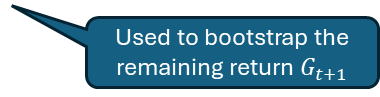 Used to bootstrap the
remaining return G_{t+1}